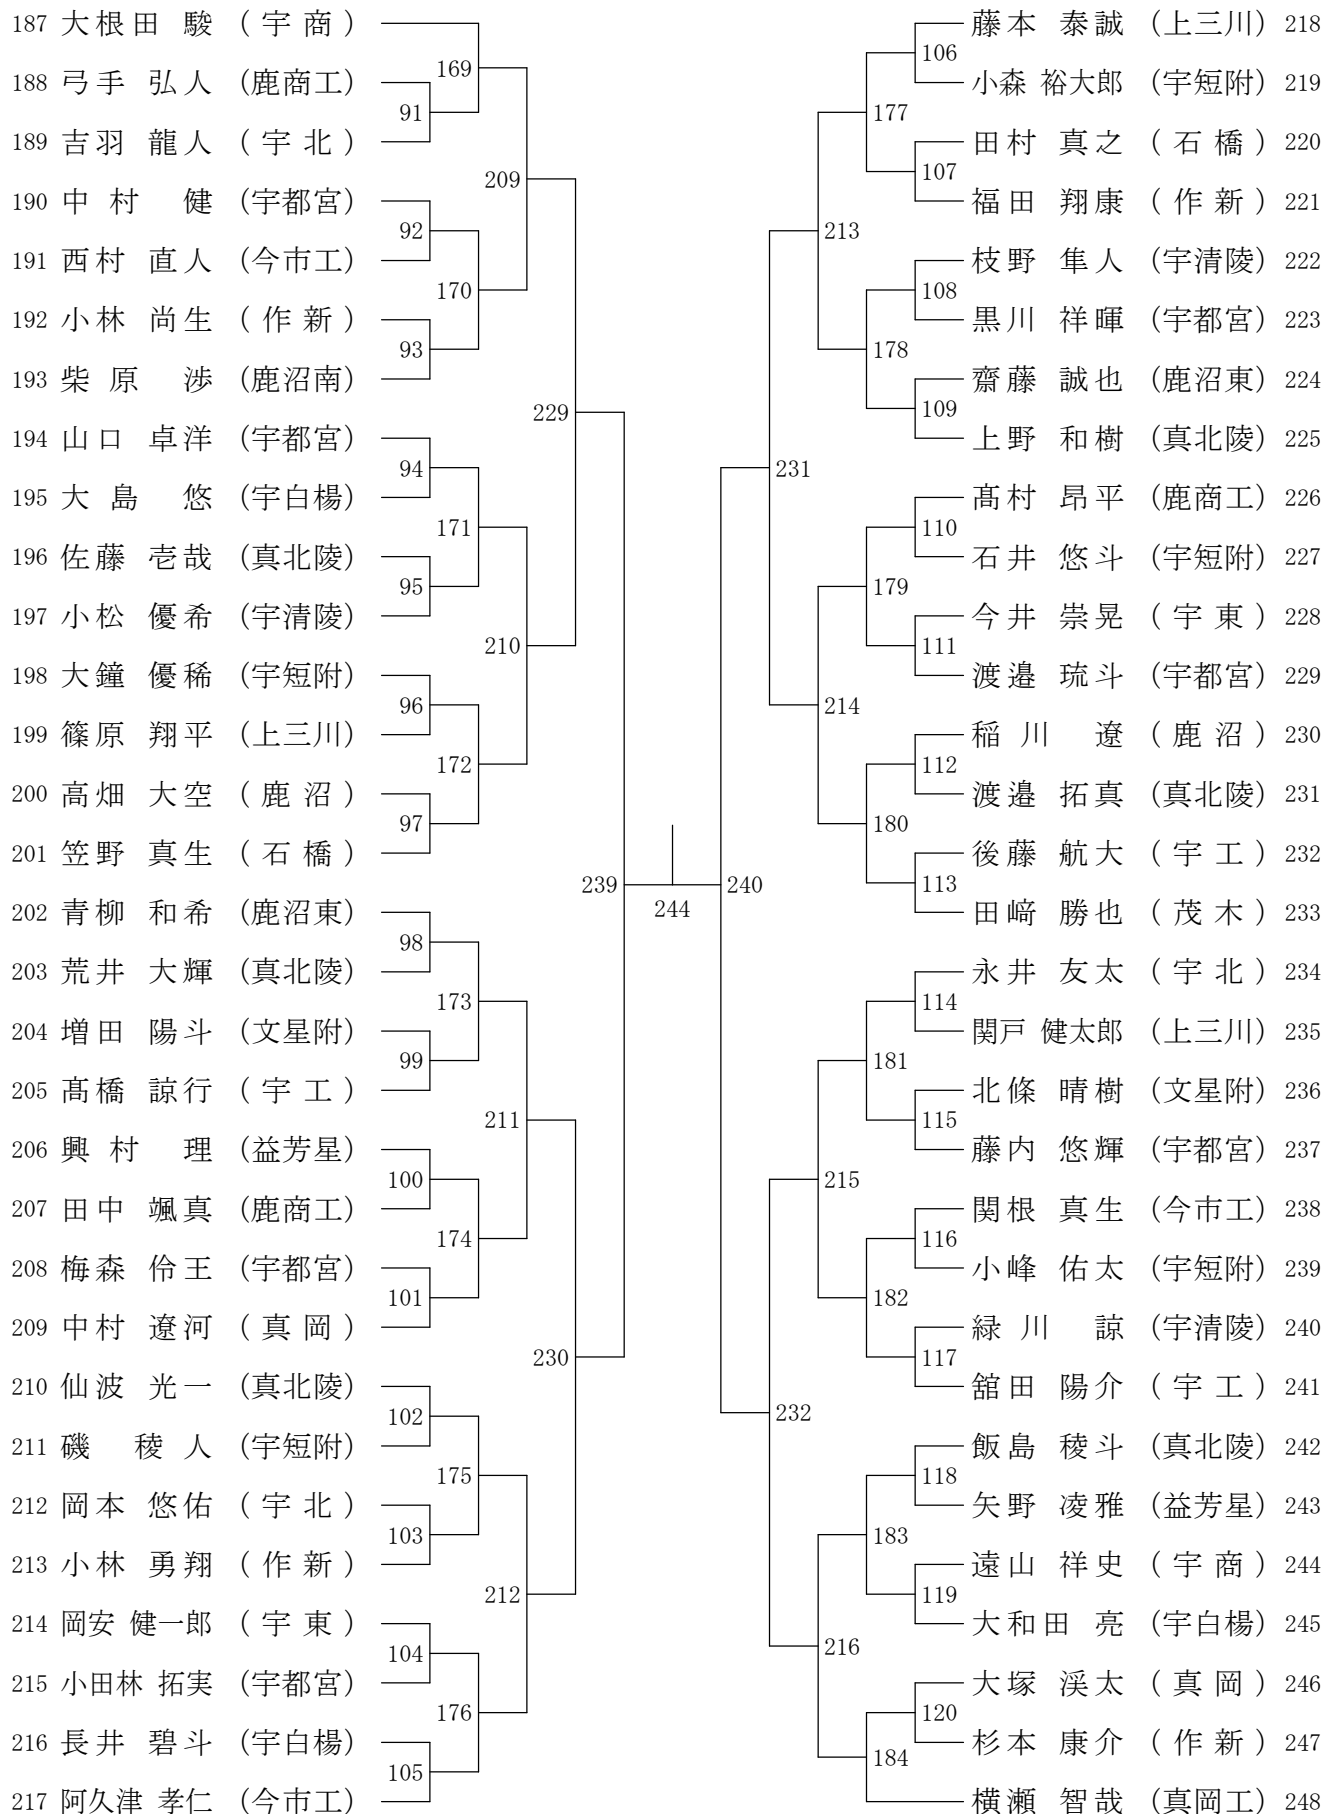 187 大根田 駿 (宇商)
188 弓手 弘人 (鹿商工)
189 吉羽 龍人 (宇北)
190 中村 健 (宇都宮)
191 西村 直人 (今市工)
192 小林 尚生 (作新)
193 柴原 渉 (鹿沼南)
194 山口 卓洋 (宇都宮)
195 大島 悠 (宇白楊)
196 佐藤 壱哉 (真北陵)
197 小松 優希 (宇清陵)
198 大鐘 優稀 (宇短附)
199 篠原 翔平 (上三川)
200 高畑 大空 (鹿沼)
201 笠野 真生 (石橋)
202 青柳 和希 (鹿沼東)
203 荒井 大輝 (真北陵)
204 増田 陽斗 (文星附)
205 髙橋 諒行 (宇工)
206 興村 理 (益芳星)
207 田中 颯真 (鹿商工)
208 梅森 伶王 (宇都宮)
209 中村 遼河 (真岡)
210 仙波 光一 (真北陵)
211 磯 稜人 (宇短附)
212 岡本 悠佑 (宇北)
213 小林 勇翔 (作新)
214 岡安 健一郎 (宇東)
215 小田林 拓実 (宇都宮)
216 長井 碧斗 (宇白楊)
217 阿久津 孝仁 (今市工)
91
92
93
94
95
96
97
98
99
100
101
102
103
104
105
169
170
171
172
173
174
175
176
209
210
211
212
229
230
239
244
240
231
232
213
214
215
216
177
178
179
180
181
182
183
184
106
107
108
109
110
111
112
113
114
115
116
117
118
119
120
藤本 泰誠 (上三川) 218
小森 裕大郎 (宇短附) 219
田村 真之 (石橋) 220
福田 翔康 (作新) 221
枝野 隼人 (宇清陵) 222
黒川 祥暉 (宇都宮) 223
齋藤 誠也 (鹿沼東) 224
上野 和樹 (真北陵) 225
髙村 昂平 (鹿商工) 226
石井 悠斗 (宇短附) 227
今井 崇晃 (宇東) 228
渡邉 琉斗 (宇都宮) 229
稲川 遼 (鹿沼) 230
渡邉 拓真 (真北陵) 231
後藤 航大 (宇工) 232
田﨑 勝也 (茂木) 233
永井 友太 (宇北) 234
関戸 健太郎 (上三川) 235
北條 晴樹 (文星附) 236
藤内 悠輝 (宇都宮) 237
関根 真生 (今市工) 238
小峰 佑太 (宇短附) 239
緑川 諒 (宇清陵) 240
舘田 陽介 (宇工) 241
飯島 稜斗 (真北陵) 242
矢野 凌雅 (益芳星) 243
遠山 祥史 (宇商) 244
大和田 亮 (宇白楊) 245
大塚 渓太 (真岡) 246
杉本 康介 (作新) 247
横瀬 智哉 (真岡工) 248